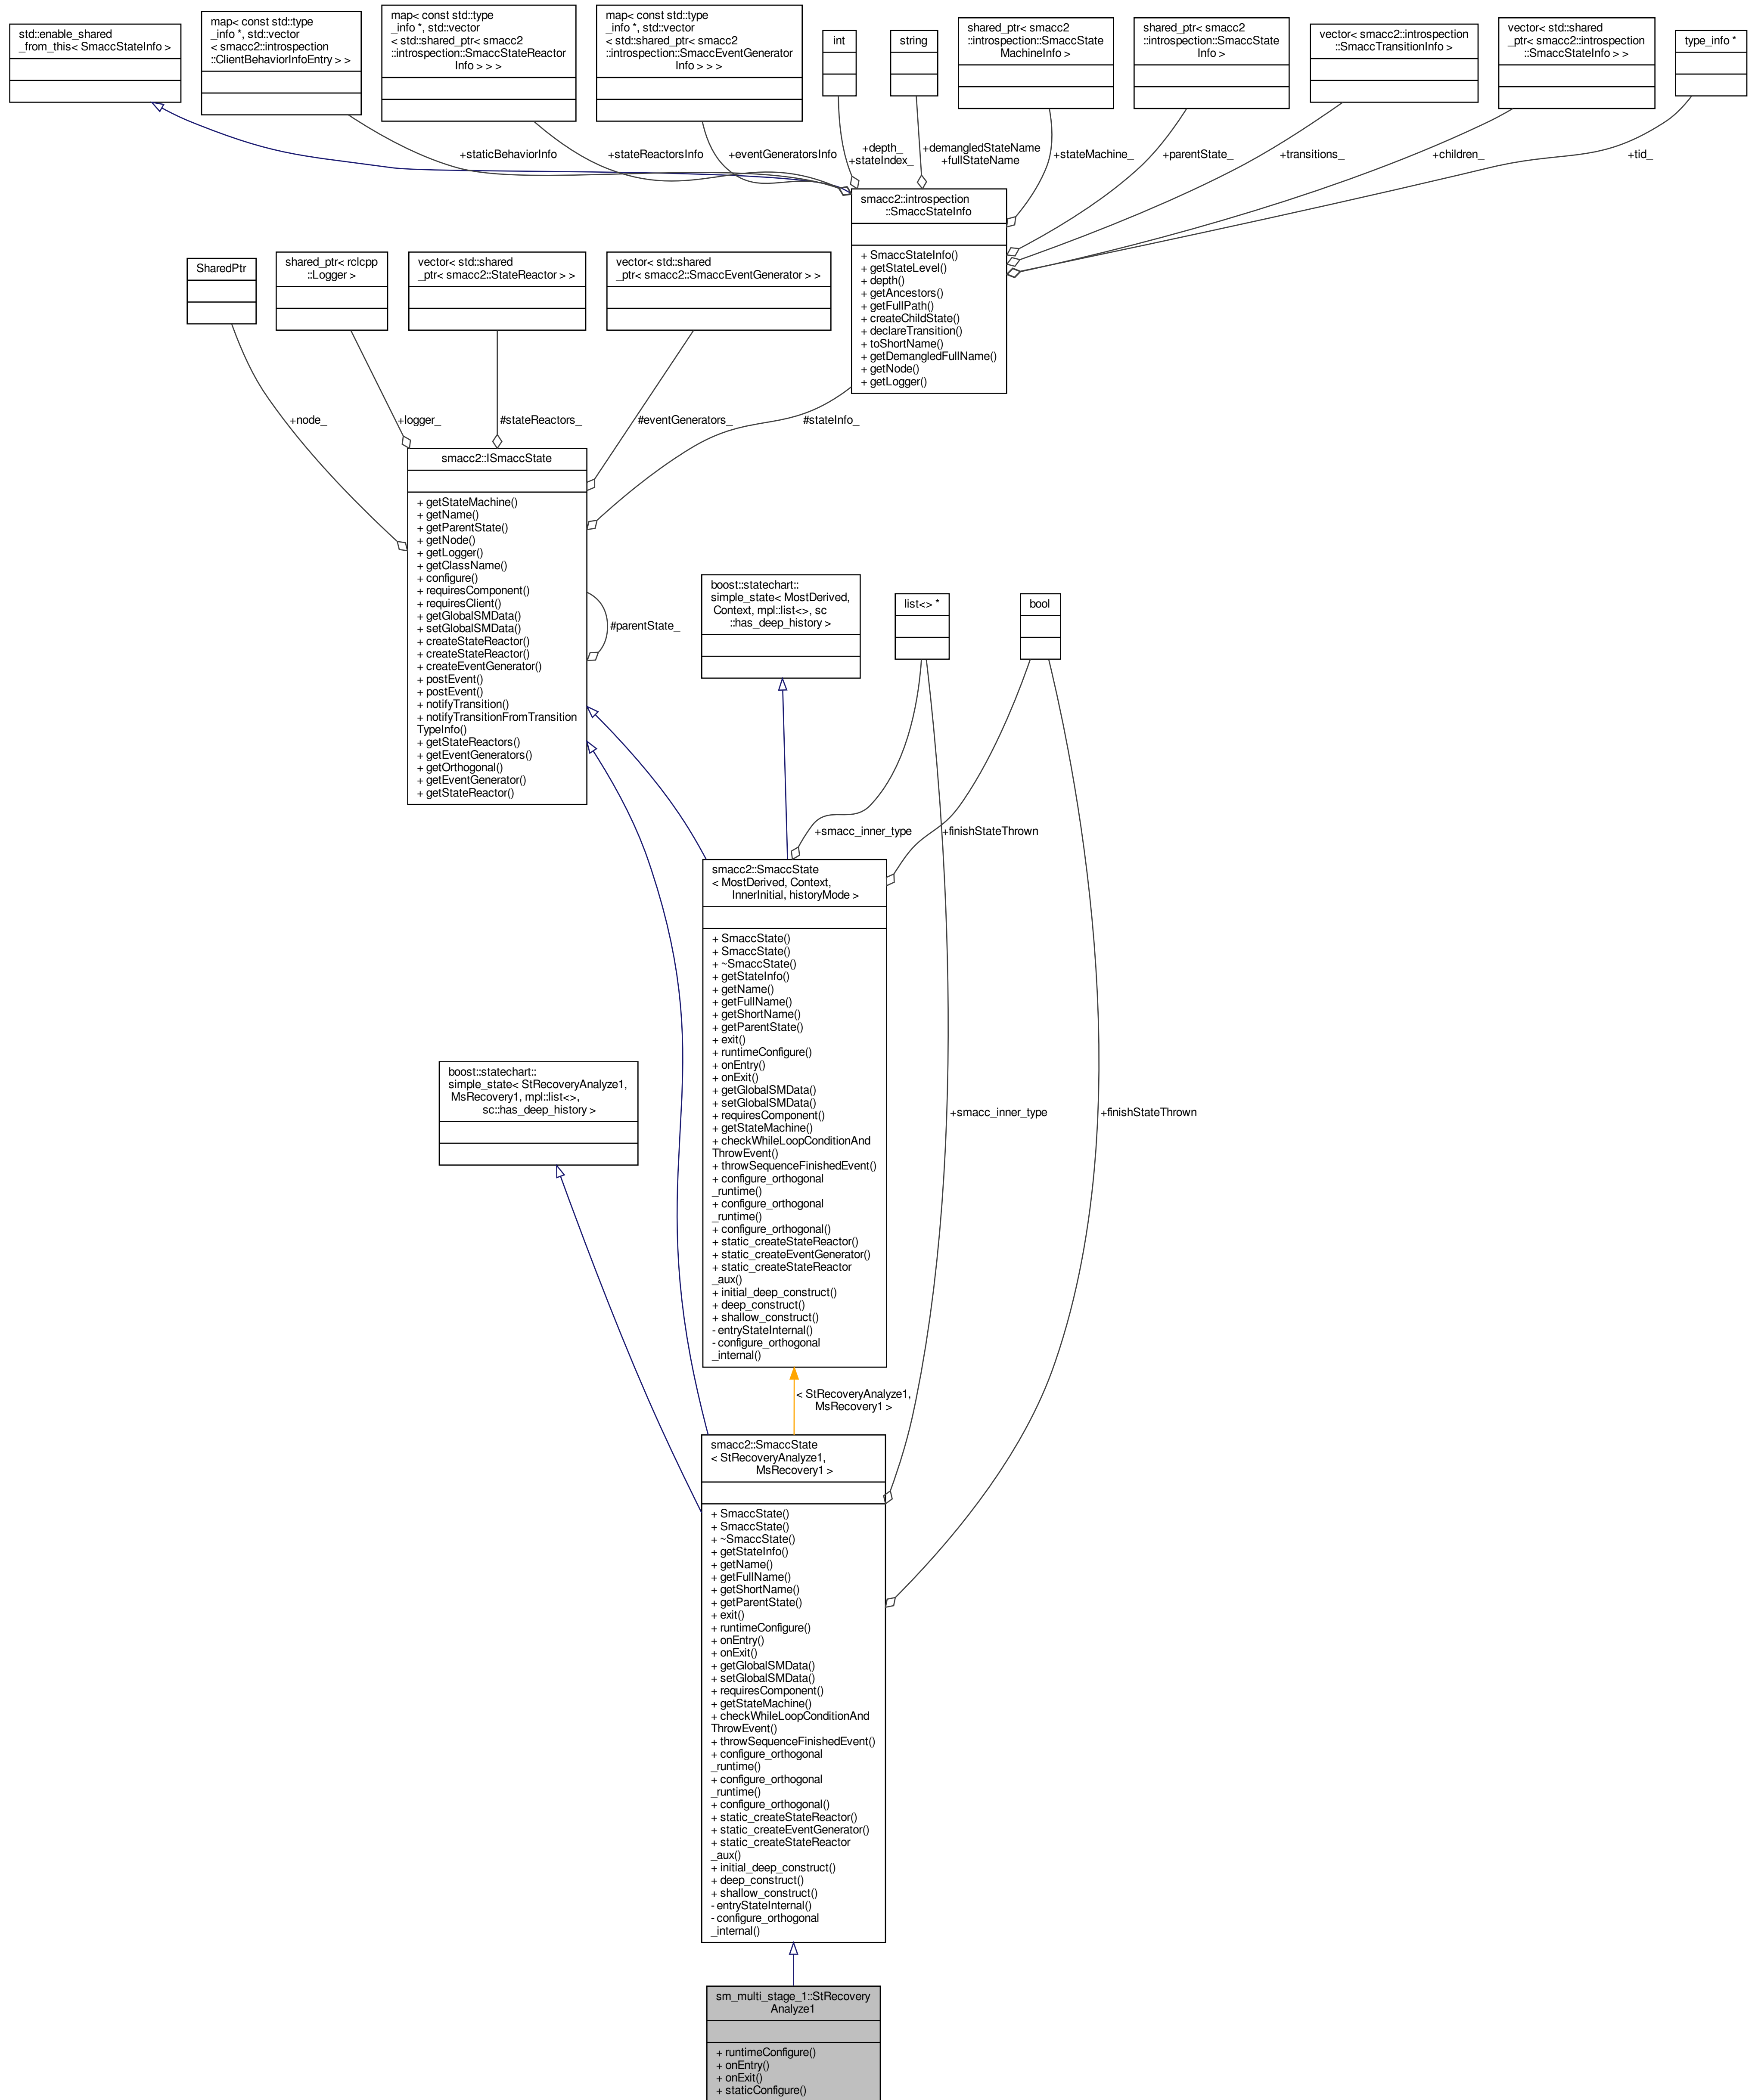 std::enable_shared
_from_this< SmaccStateInfo >
map< const std::type
_info *, std::vector
< smacc2::introspection
::ClientBehaviorInfoEntry > >
map< const std::type
_info *, std::vector
< std::shared_ptr< smacc2
::introspection::SmaccStateReactor
Info > > >
map< const std::type
_info *, std::vector
< std::shared_ptr< smacc2
::introspection::SmaccEventGenerator
Info > > >
int
string
shared_ptr< smacc2
::introspection::SmaccState
MachineInfo >
shared_ptr< smacc2
::introspection::SmaccState
Info >
vector< smacc2::introspection
::SmaccTransitionInfo >
vector< std::shared
_ptr< smacc2::introspection
::SmaccStateInfo > >
type_info *
+staticBehaviorInfo
+stateReactorsInfo
+eventGeneratorsInfo
+depth_
+stateIndex_
+demangledStateName
+fullStateName
+stateMachine_
+parentState_
+transitions_
+children_
+tid_
smacc2::introspection
::SmaccStateInfo
+ SmaccStateInfo()
+ getStateLevel()
+ depth()
+ getAncestors()
+ getFullPath()
+ createChildState()
+ declareTransition()
+ toShortName()
+ getDemangledFullName()
+ getNode()
+ getLogger()
SharedPtr
shared_ptr< rclcpp
::Logger >
vector< std::shared
_ptr< smacc2::StateReactor > >
vector< std::shared
_ptr< smacc2::SmaccEventGenerator > >
+node_
+logger_
#stateReactors_
#eventGenerators_
#stateInfo_
smacc2::ISmaccState
+ getStateMachine()
+ getName()
+ getParentState()
+ getNode()
+ getLogger()
+ getClassName()
+ configure()
+ requiresComponent()
+ requiresClient()
+ getGlobalSMData()
+ setGlobalSMData()
+ createStateReactor()
+ createStateReactor()
+ createEventGenerator()
+ postEvent()
+ postEvent()
+ notifyTransition()
+ notifyTransitionFromTransition
TypeInfo()
+ getStateReactors()
+ getEventGenerators()
+ getOrthogonal()
+ getEventGenerator()
+ getStateReactor()
#parentState_
boost::statechart::
simple_state< MostDerived,
Context, mpl::list<>, sc
::has_deep_history >
list<> *
bool
+smacc_inner_type
+finishStateThrown
smacc2::SmaccState
< MostDerived, Context,
InnerInitial, historyMode >
+ SmaccState()
+ SmaccState()
+ ~SmaccState()
+ getStateInfo()
+ getName()
+ getFullName()
+ getShortName()
+ getParentState()
+ exit()
+ runtimeConfigure()
+ onEntry()
+ onExit()
+ getGlobalSMData()
+ setGlobalSMData()
+ requiresComponent()
+ getStateMachine()
+ checkWhileLoopConditionAnd
ThrowEvent()
+ throwSequenceFinishedEvent()
+ configure_orthogonal
_runtime()
+ configure_orthogonal
_runtime()
+ configure_orthogonal()
+ static_createStateReactor()
+ static_createEventGenerator()
+ static_createStateReactor
_aux()
+ initial_deep_construct()
+ deep_construct()
+ shallow_construct()
- entryStateInternal()
- configure_orthogonal
_internal()
boost::statechart::
simple_state< StRecoveryAnalyze1,
MsRecovery1, mpl::list<>,
sc::has_deep_history >
+smacc_inner_type
+finishStateThrown
< StRecoveryAnalyze1,
MsRecovery1 >
smacc2::SmaccState
< StRecoveryAnalyze1,
MsRecovery1 >
+ SmaccState()
+ SmaccState()
+ ~SmaccState()
+ getStateInfo()
+ getName()
+ getFullName()
+ getShortName()
+ getParentState()
+ exit()
+ runtimeConfigure()
+ onEntry()
+ onExit()
+ getGlobalSMData()
+ setGlobalSMData()
+ requiresComponent()
+ getStateMachine()
+ checkWhileLoopConditionAnd
ThrowEvent()
+ throwSequenceFinishedEvent()
+ configure_orthogonal
_runtime()
+ configure_orthogonal
_runtime()
+ configure_orthogonal()
+ static_createStateReactor()
+ static_createEventGenerator()
+ static_createStateReactor
_aux()
+ initial_deep_construct()
+ deep_construct()
+ shallow_construct()
- entryStateInternal()
- configure_orthogonal
_internal()
sm_multi_stage_1::StRecovery
Analyze1
+ runtimeConfigure()
+ onEntry()
+ onExit()
+ staticConfigure()